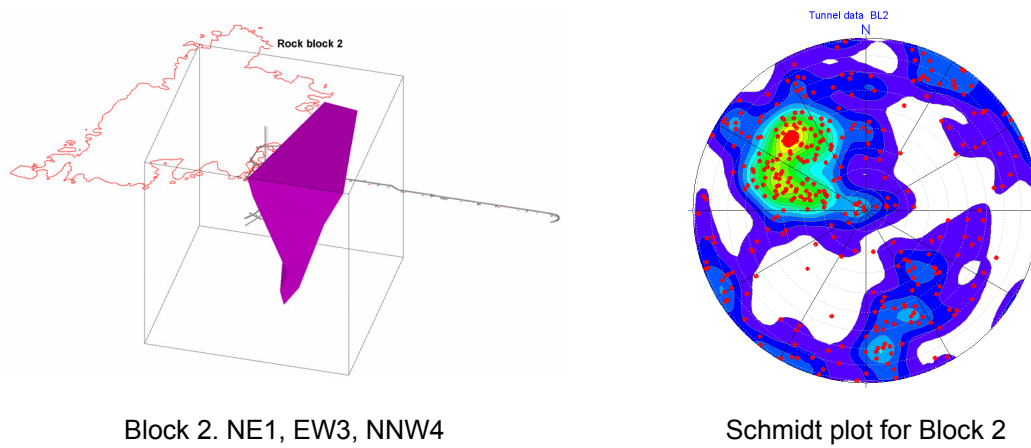 Rock block 2
Tunnel data BL2
N
Block 2. NE1, EW3, NNW4
Schmidt plot for Block 2